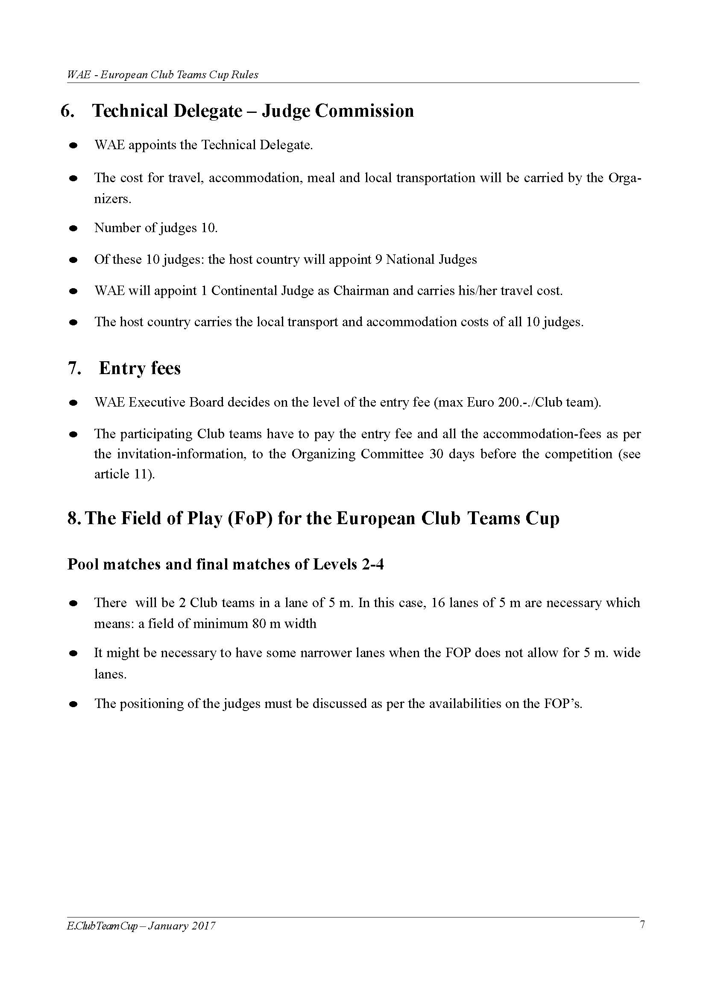 WAE - European Club Teams Cup Rules
6. Technical Delegate – Judge Commission
● WAE appoints the Technical Delegate.
● The cost for travel, accommodation, meal and local transportation will be carried by the Orga-
nizers.
● Number of judges 10.
● Of these 10 judges: the host country will appoint 9 National Judges
● WAE will appoint 1 Continental Judge as Chairman and carries his/her travel cost.
● The host country carries the local transport and accommodation costs of all 10 judges.
7. Entry fees
● WAE Executive Board decides on the level of the entry fee (max Euro 200.-./Club team).
● The participating Club teams have to pay the entry fee and all the accommodation-fees as per
the invitation-information, to the Organizing Committee 30 days before the competition (see
article 11).
8. The Field of Play (FoP) for the European Club Teams Cup
Pool matches and final matches of Levels 2-4
● There will be 2 Club teams in a lane of 5 m. In this case, 16 lanes of 5 m are necessary which
means: a field of minimum 80 m width
● It might be necessary to have some narrower lanes when the FOP does not allow for 5 m. wide
lanes.
● The positioning of the judges must be discussed as per the availabilities on the FOP’s.
E.ClubTeamCup – January 2017 7